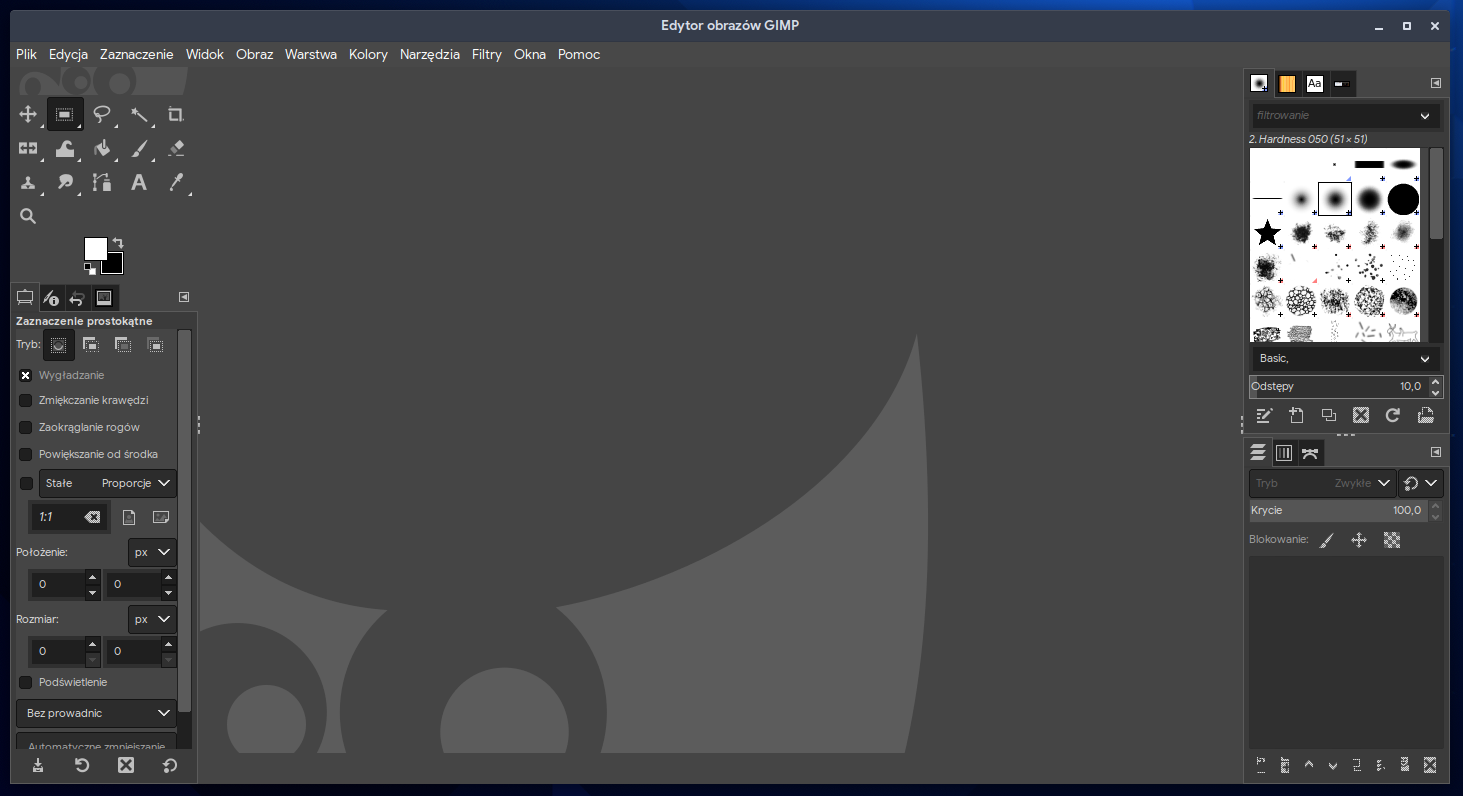 Edytor obrazów GIMP
Plik Edycja Zaznaczenie Widok Obraz Warstwa Kolory Narzędzia Filtry Okna Pomoc
Zaznaczenie prostokątne
Tryb:
Wygładzanie
Zmiękczanie krawędzi
Zaokrąglanie rogów
Powiększanie od środka
Stałe Proporcje
1:1
Położenie: px
0 0
Rozmiar: px
0 0
Podświetlenie
Bez prowadnic
Automatyczne zmniejszanie
Aa
filtrowanie
2. Hardness 050 (51 × 51)
Basic,
Odstępy 10,0
Tryb Zwykłe
Krycie 100,0
Blokowanie: